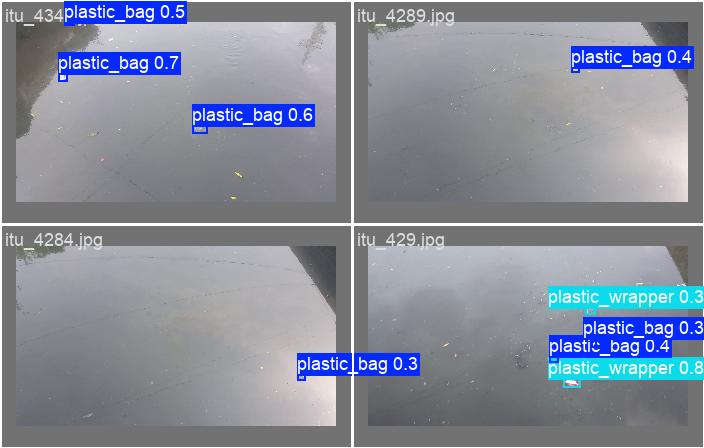 itu_434
plastic_bag 0.5
plastic_bag 0.7
plastic_bag 0.6
itu_4289.jpg
plastic_bag 0.4
itu_4284.jpg
plastic_bag 0.3
itu_429.jpg
plastic_wrapper 0.3
plastic_bag 0.3
plastic_bag 0.4
plastic_wrapper 0.8